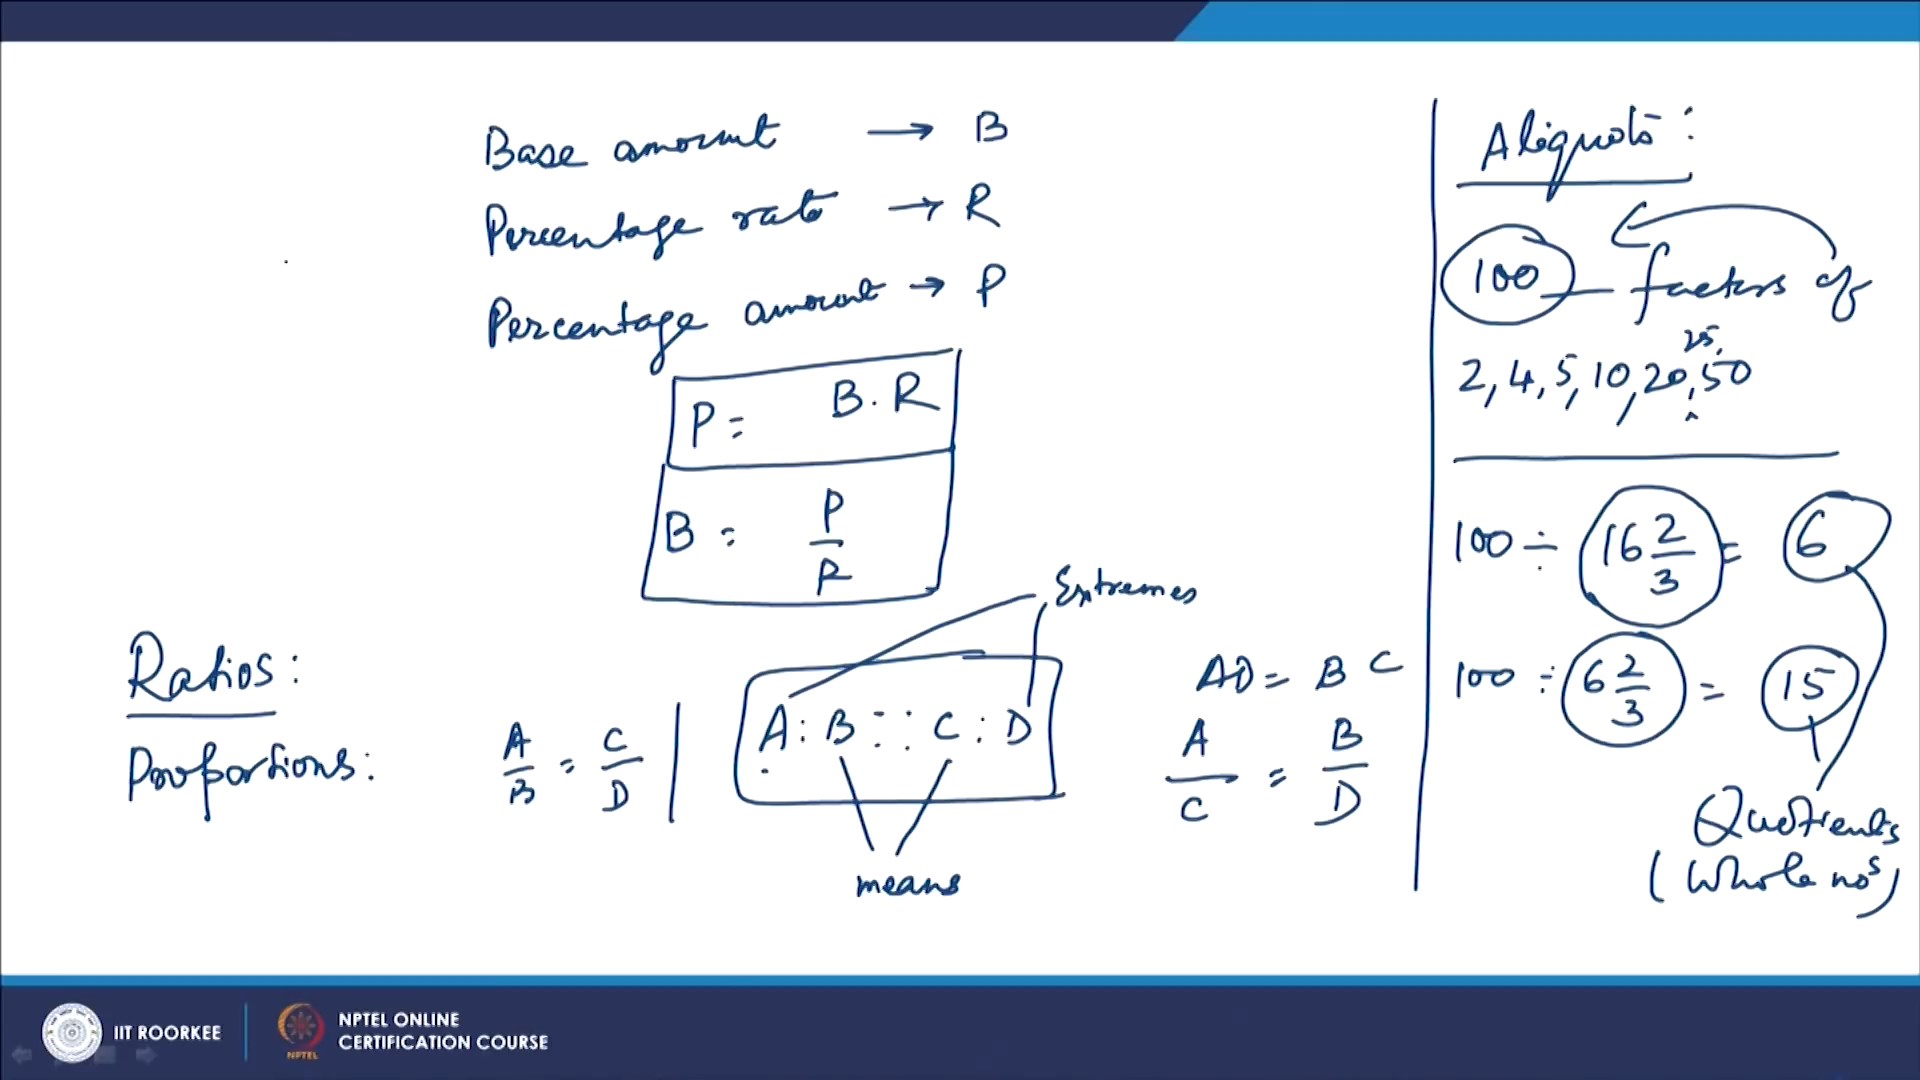 Base amount → B
Percentage rate → R
Percentage amount → P
P = B . R
B = P/R
Extremes
Ratios:
Proportions: A/B = C/D | A : B :: C : D
means
AD = BC
A/C = B/D
Aliquots:
100 factors of
2, 4, 5, 10, 20, 25, 50
100 ÷ 16 2/3 = 6
100 ÷ 6 2/3 = 15
Quotients
(Whole nos)
IIT ROORKEE
NPTEL
NPTEL ONLINE
CERTIFICATION COURSE